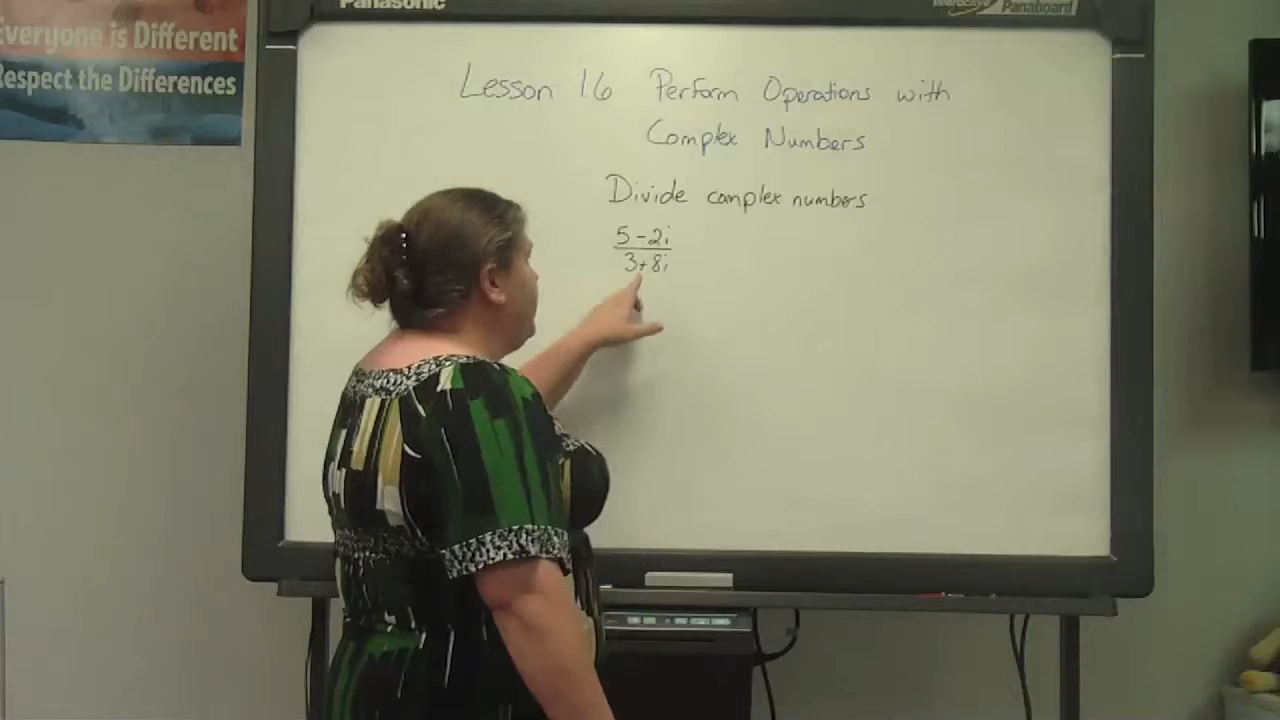 Panasonic
Interactive
Panaboard
Everyone is Different
Respect the Differences
Lesson 1.6 Perform Operations with
Complex Numbers
Divide complex numbers
5-2i
3+8i